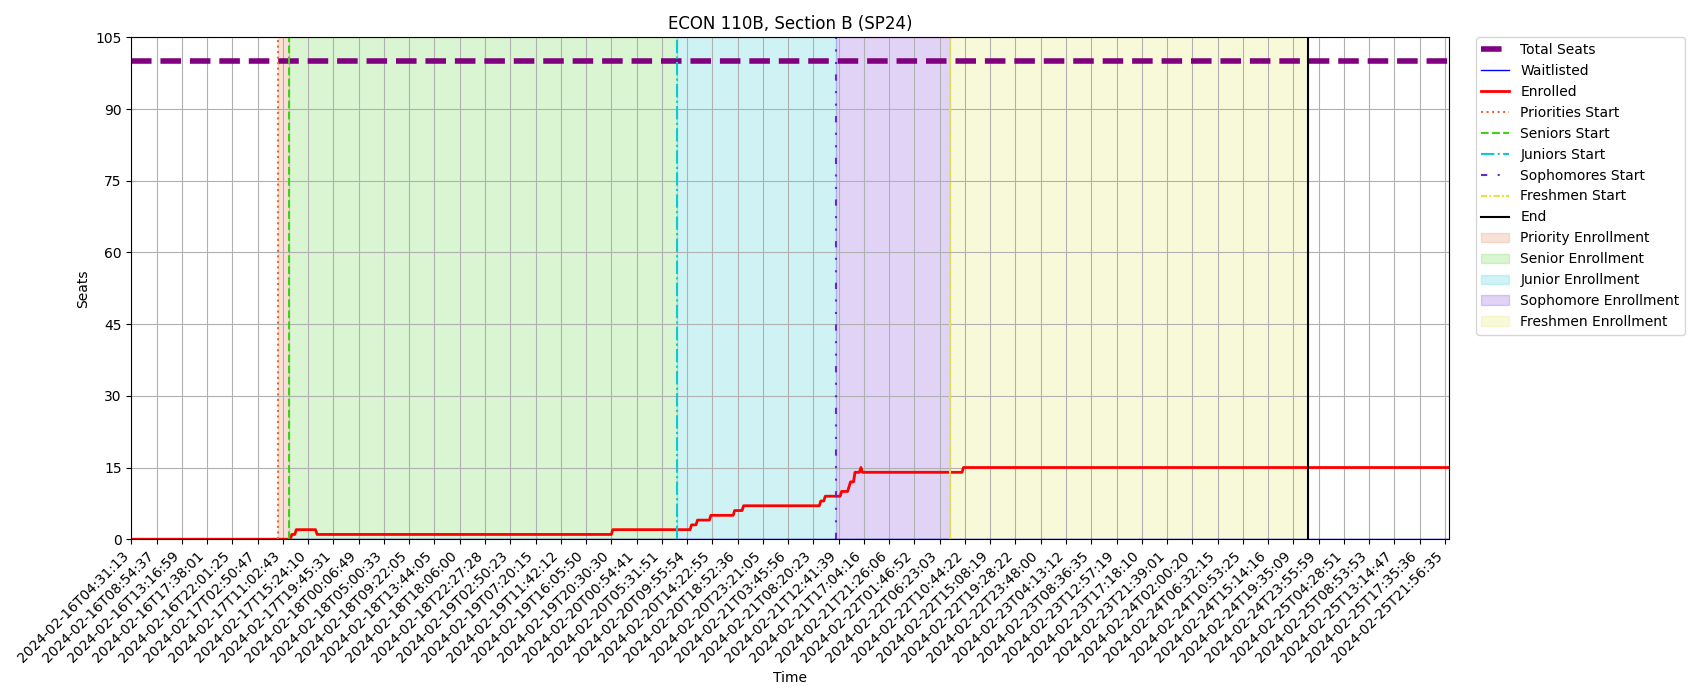 ECON 110B, Section B (SP24)
105
90
75
60
45
30
15
0
Seats
2024-02-16T04:31:13
2024-02-16T08:54:37
2024-02-16T13:16:59
2024-02-16T17:38:01
2024-02-16T22:01:25
2024-02-17T02:50:47
2024-02-17T11:02:43
2024-02-17T15:24:10
2024-02-17T19:45:31
2024-02-18T00:06:49
2024-02-18T05:00:33
2024-02-18T09:22:05
2024-02-18T13:44:05
2024-02-18T18:06:00
2024-02-18T22:27:28
2024-02-19T02:50:23
2024-02-19T07:20:15
2024-02-19T11:42:12
2024-02-19T16:05:50
2024-02-19T20:30:30
2024-02-20T00:54:41
2024-02-20T05:31:51
2024-02-20T09:55:54
2024-02-20T14:22:55
2024-02-20T18:52:36
2024-02-20T23:21:05
2024-02-21T03:45:56
2024-02-21T08:20:23
2024-02-21T12:41:39
2024-02-21T17:04:16
2024-02-21T21:26:06
2024-02-22T01:46:52
2024-02-22T06:23:03
2024-02-22T10:44:22
2024-02-22T15:08:19
2024-02-22T19:28:22
2024-02-22T23:48:00
2024-02-23T04:13:12
2024-02-23T08:36:35
2024-02-23T12:57:19
2024-02-23T17:18:10
2024-02-23T21:39:01
2024-02-24T02:00:20
2024-02-24T06:32:15
2024-02-24T10:53:25
2024-02-24T15:14:16
2024-02-24T19:35:09
2024-02-24T23:55:59
2024-02-25T04:28:51
2024-02-25T08:53:53
2024-02-25T13:14:47
2024-02-25T17:35:36
2024-02-25T21:56:35
Time
Total Seats
Waitlisted
Enrolled
Priorities Start
Seniors Start
Juniors Start
Sophomores Start
Freshmen Start
End
Priority Enrollment
Senior Enrollment
Junior Enrollment
Sophomore Enrollment
Freshmen Enrollment